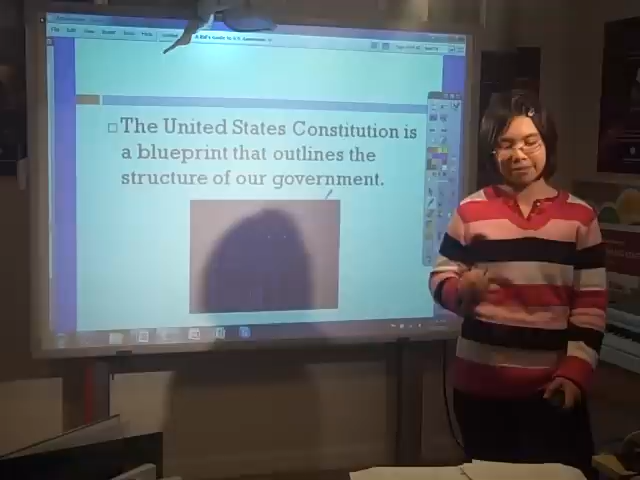 The United States Constitution is
a blueprint that outlines the
structure of our government.